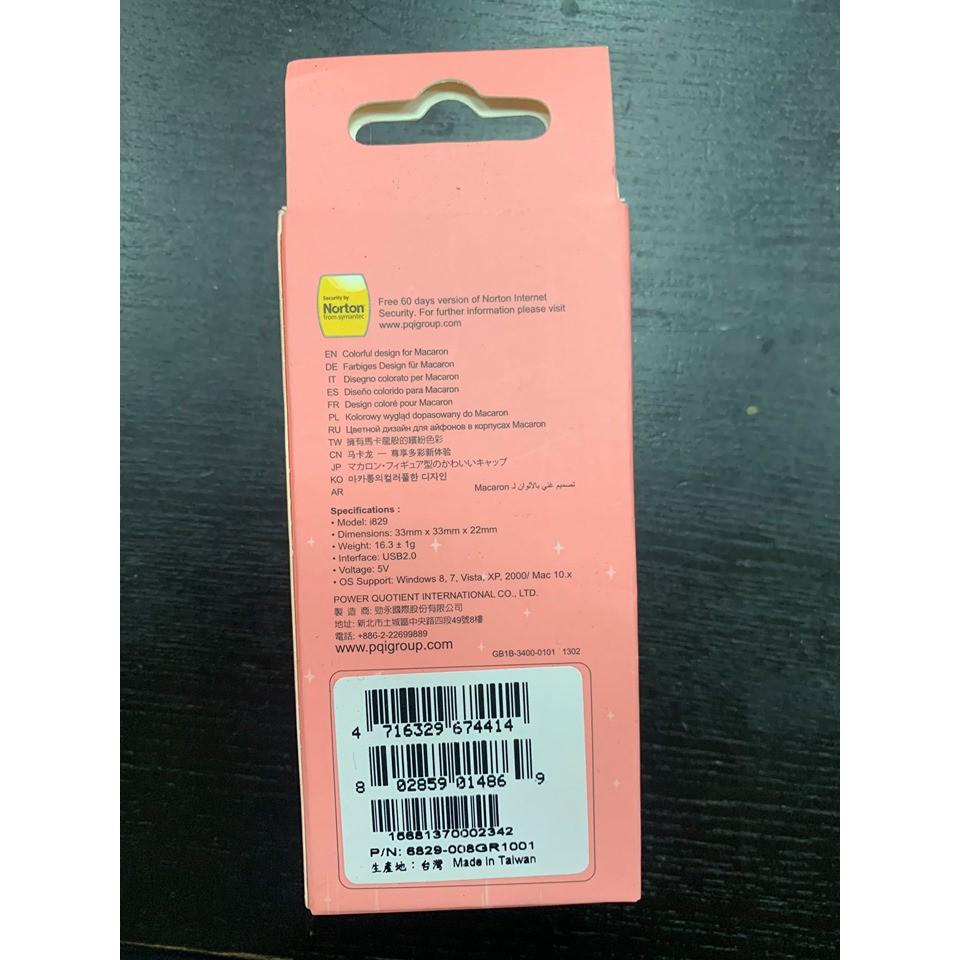 Security by
Norton
from symantec
Free 60 days version of Norton Internet
Security. For further information please visit
www.pqigroup.com
EN Colorful design for Macaron
DE Farbiges Design für Macaron
IT Disegno colorato per Macaron
ES Diseño colorido para Macaron
FR Design coloré pour Macaron
PL Kolorowy wygląd dopasowany do Macaron
RU Цветной дизайн для айфонов в корпусах Macaron
TW 擁有馬卡龍般的繽紛色彩
CN 马卡龙 — 尊享多彩新体验
JP マカロン・フィギュア型のかわいいキャップ
KO 마카롱의컬러풀한 디자인
AR تصميم غني بالألوان لـ Macaron
Specifications :
• Model: i829
• Dimensions: 33mm x 33mm x 22mm
• Weight: 16.3 ± 1g
• Interface: USB2.0
• Voltage: 5V
• OS Support: Windows 8, 7, Vista, XP, 2000/ Mac 10.x
POWER QUOTIENT INTERNATIONAL CO., LTD.
製 造 商: 勁永國際股份有限公司
地址: 新北市土城區中央路四段49號8樓
電話: +886-2-22699889
www.pqigroup.com
GB1B-3400-0101 1302
4 716329 674414
8 02859 01486 9
15681370002342
P/N: 6829-008GR1001
生產地：台灣 Made in Taiwan